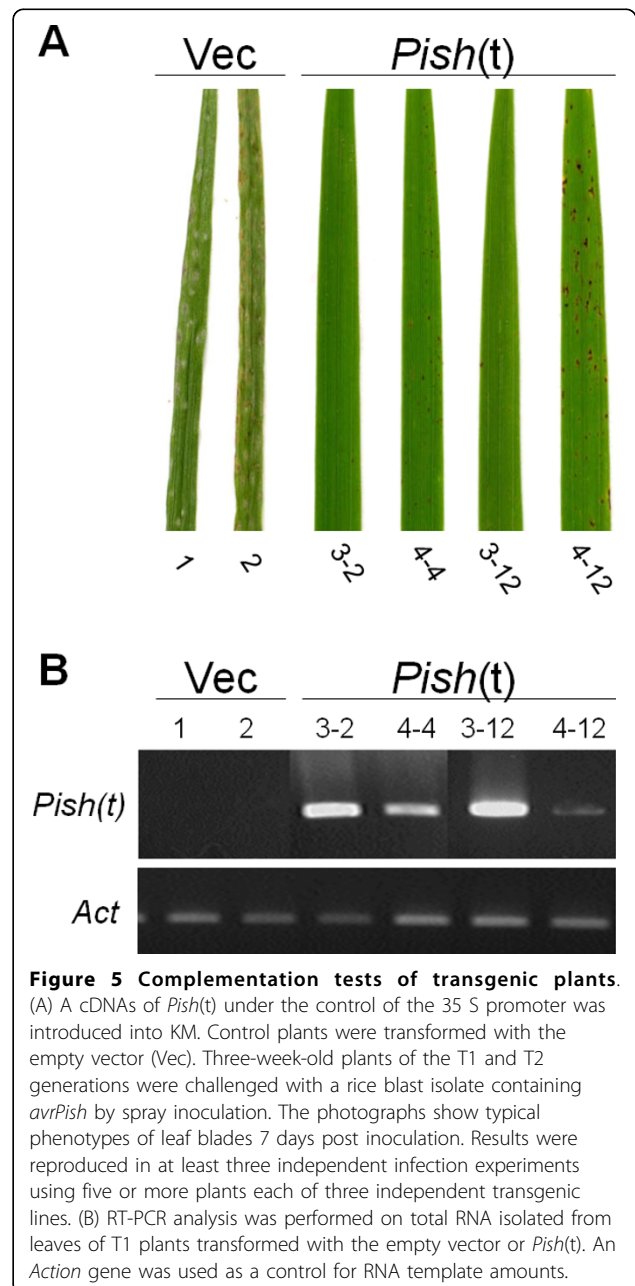 A
Vec Pish(t)
1 2 3-2 4-4 3-12 4-12
B
Vec Pish(t)
1 2 3-2 4-4 3-12 4-12
Pish(t)
Act
Figure 5 Complementation tests of transgenic plants.
(A) A cDNAs of Pish(t) under the control of the 35 S promoter was
introduced into KM. Control plants were transformed with the
empty vector (Vec). Three-week-old plants of the T1 and T2
generations were challenged with a rice blast isolate containing
avrPish by spray inoculation. The photographs show typical
phenotypes of leaf blades 7 days post inoculation. Results were
reproduced in at least three independent infection experiments
using five or more plants each of three independent transgenic
lines. (B) RT-PCR analysis was performed on total RNA isolated from
leaves of T1 plants transformed with the empty vector or Pish(t). An
Action gene was used as a control for RNA template amounts.